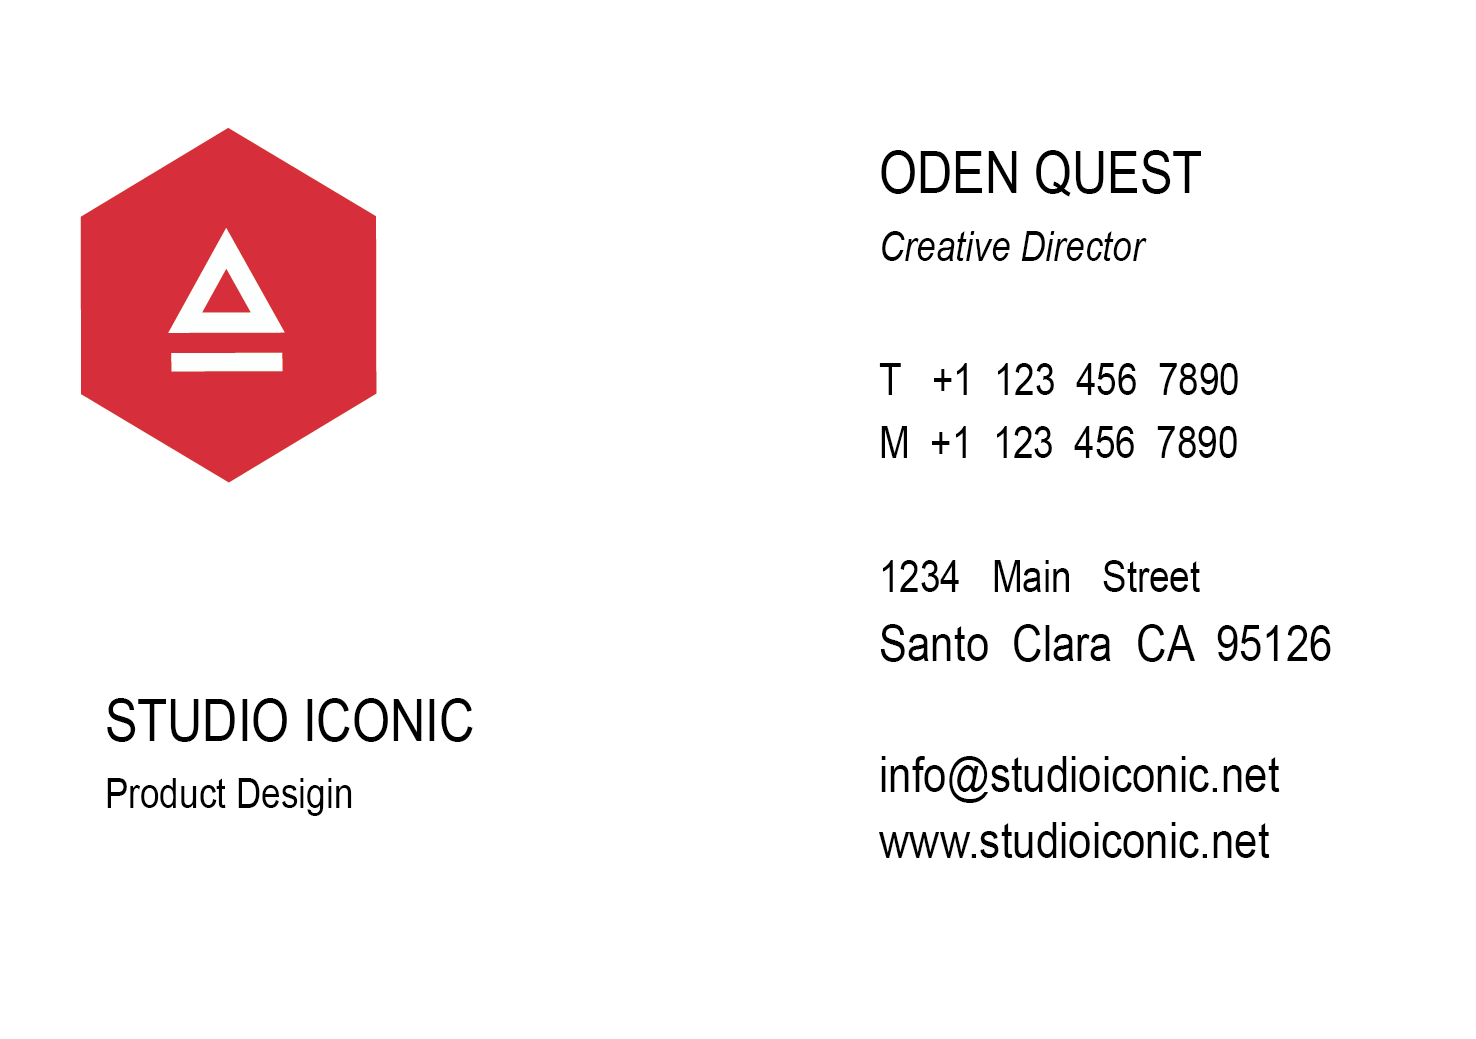 STUDIO ICONIC
Product Desigin
ODEN QUEST
Creative Director
T +1 123 456 7890
M +1 123 456 7890
1234 Main Street
Santo Clara CA 95126
info@studioiconic.net
www.studioiconic.net